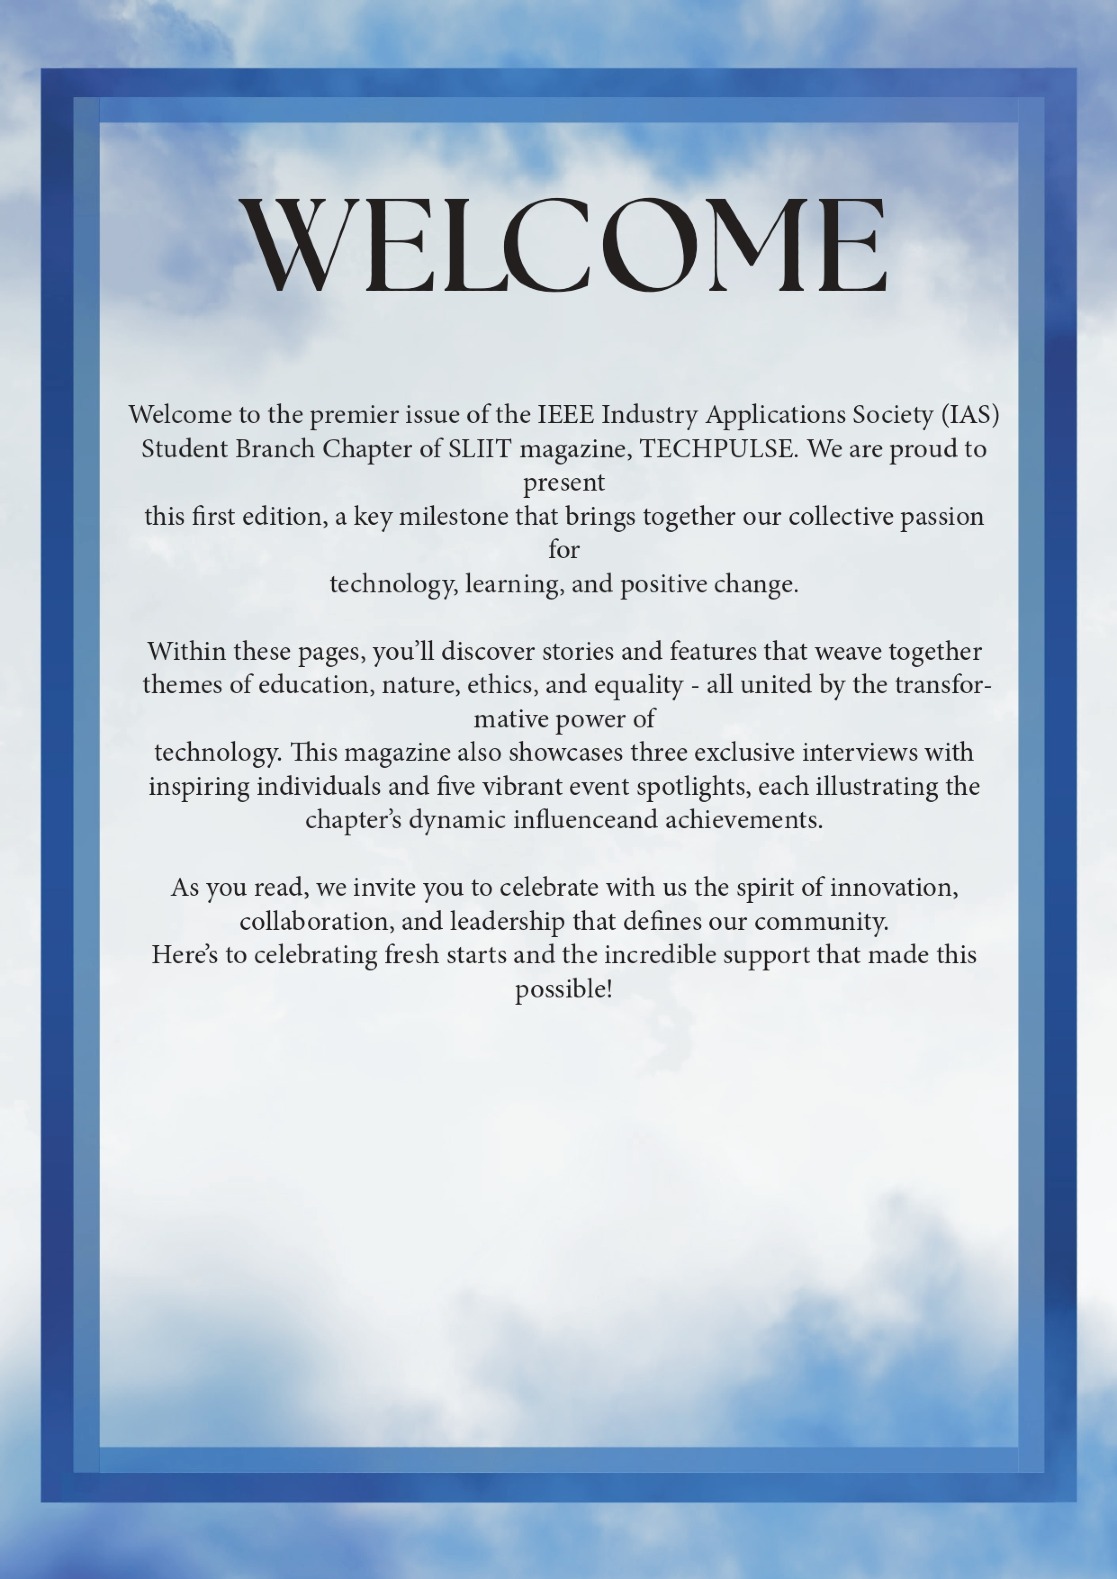 WELCOME
Welcome to the premier issue of the IEEE Industry Applications Society (IAS)
Student Branch Chapter of SLIIT magazine, TECHPULSE. We are proud to
present
this first edition, a key milestone that brings together our collective passion
for
technology, learning, and positive change.
Within these pages, you’ll discover stories and features that weave together
themes of education, nature, ethics, and equality - all united by the transfor-
mative power of
technology. This magazine also showcases three exclusive interviews with
inspiring individuals and five vibrant event spotlights, each illustrating the
chapter’s dynamic influenceand achievements.
As you read, we invite you to celebrate with us the spirit of innovation,
collaboration, and leadership that defines our community.
Here’s to celebrating fresh starts and the incredible support that made this
possible!